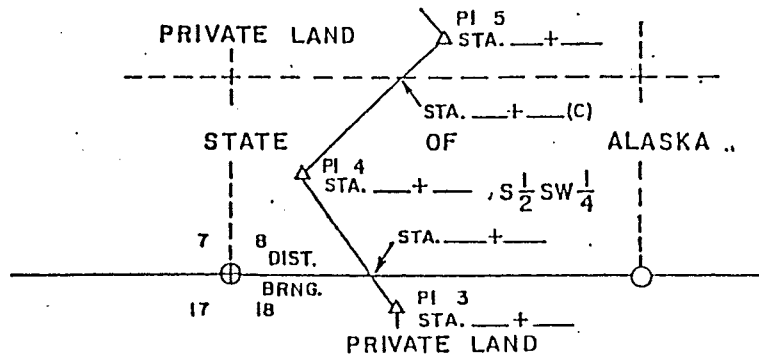 PI 5
PRIVATE LAND
STA. ___+___
STA. ___+___(C)
STATE OF ALASKA
PI 4
STA. ___+___ , S 1/2 SW 1/4
7 8
STA. ___+___
DIST.
BRNG.
17 18
PI 3
STA. ___+___
PRIVATE LAND